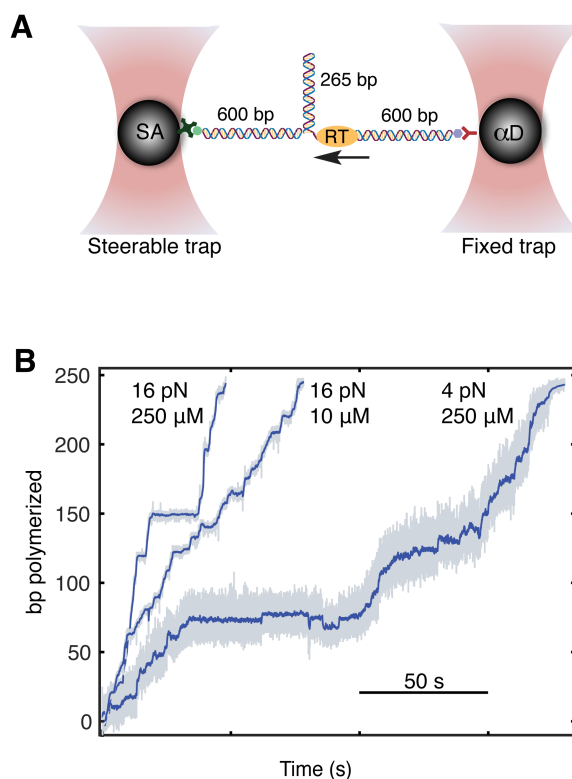 A
265 bp
600 bp
600 bp
SA
RT
αD
Steerable trap
Fixed trap
B
250
16 pN
16 pN
4 pN
250 μM
10 μM
250 μM
200
150
bp polymerized
100
50
50 s
0
Time (s)